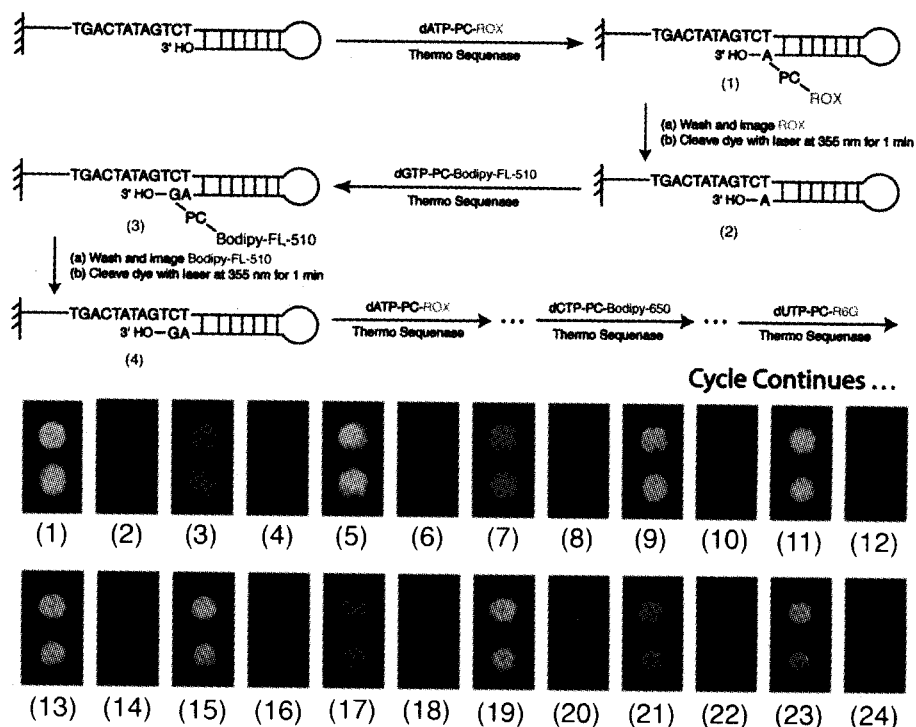 TGACTATAGTCT
3' HO
dATP-PC-ROX
Thermo Sequenase
TGACTATAGTCT
3' HO—A
PC
ROX
(1)
(a) Wash and image ROX
(b) Cleave dye with laser at 355 nm for 1 min
TGACTATAGTCT
3' HO—A
(2)
dGTP-PC-Bodipy-FL-510
Thermo Sequenase
TGACTATAGTCT
3' HO—GA
PC
Bodipy-FL-510
(3)
(a) Wash and image Bodipy-FL-510
(b) Cleave dye with laser at 355 nm for 1 min
TGACTATAGTCT
3' HO—GA
(4)
dATP-PC-ROX
Thermo Sequenase
...
dCTP-PC-Bodipy-650
Thermo Sequenase
...
dUTP-PC-R6G
Thermo Sequenase
Cycle Continues ...
(1) (2) (3) (4) (5) (6) (7) (8) (9) (10) (11) (12)
(13) (14) (15) (16) (17) (18) (19) (20) (21) (22) (23) (24)